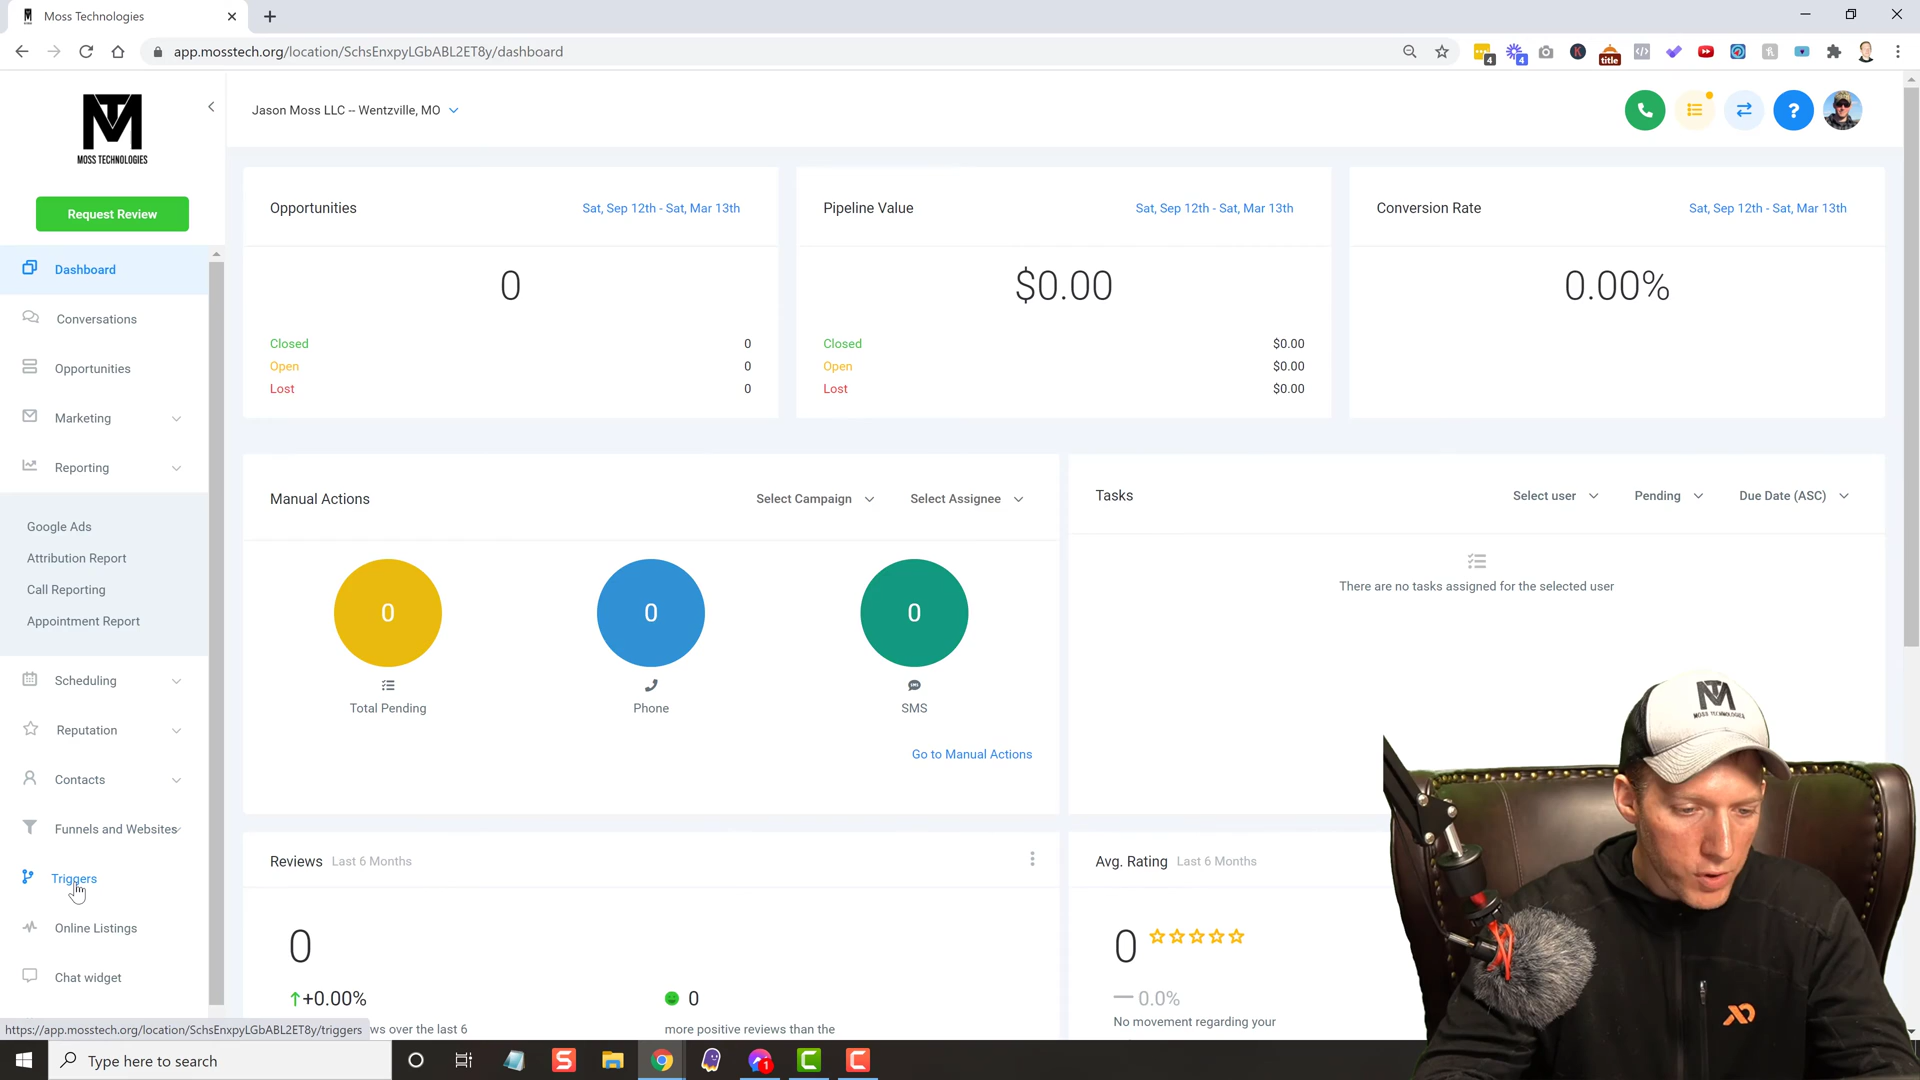 Moss Technologies
app.mosstech.org/location/SchsEnxpyLGbABL2ET8y/dashboard
4
4
title
MOSS TECHNOLOGIES
Jason Moss LLC -- Wentzville, MO
?
Request Review
Dashboard
Conversations
Opportunities
Marketing
Reporting
Google Ads
Attribution Report
Call Reporting
Appointment Report
Scheduling
Reputation
Contacts
Funnels and Websites
Triggers
Online Listings
Chat widget
Opportunities
Sat, Sep 12th - Sat, Mar 13th
0
Closed 0
Open 0
Lost 0
Pipeline Value
Sat, Sep 12th - Sat, Mar 13th
$0.00
Closed $0.00
Open $0.00
Lost $0.00
Conversion Rate
Sat, Sep 12th - Sat, Mar 13th
0.00%
Manual Actions
Select Campaign
Select Assignee
0
0
0
Total Pending
Phone
SMS
Go to Manual Actions
Tasks
Select user
Pending
Due Date (ASC)
There are no tasks assigned for the selected user
Reviews Last 6 Months
0
+0.00%
ws over the last 6
0
more positive reviews than the
Avg. Rating Last 6 Months
0
0.0%
No movement regarding your
MOSS TECHNOLOGIES
https://app.mosstech.org/location/SchsEnxpyLGbABL2ET8y/triggers
Type here to search
1